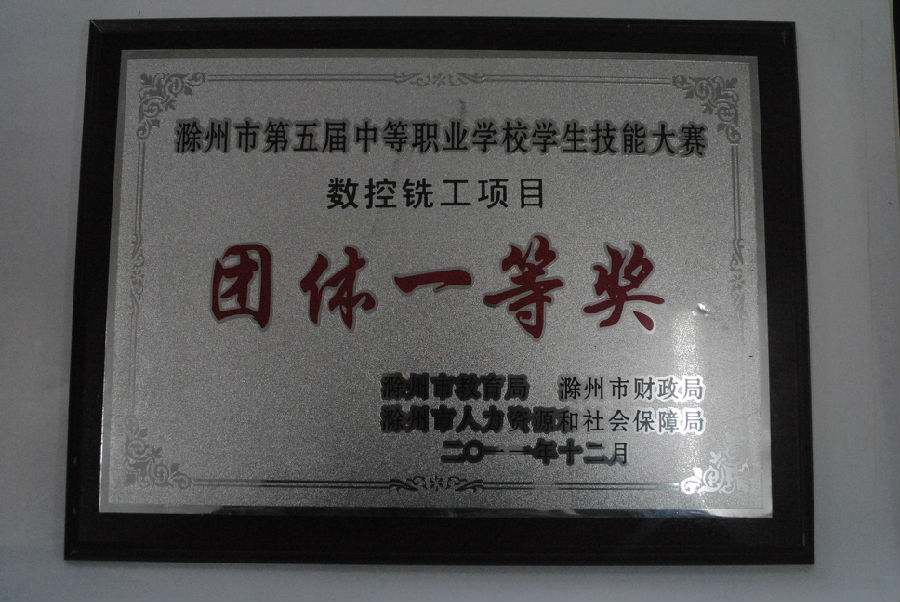 滁州市第五届中等职业学校学生技能大赛
数控铣工项目
团体一等奖
滁州市教育局 滁州市财政局
滁州市人力资源和社会保障局
二〇一一年十二月